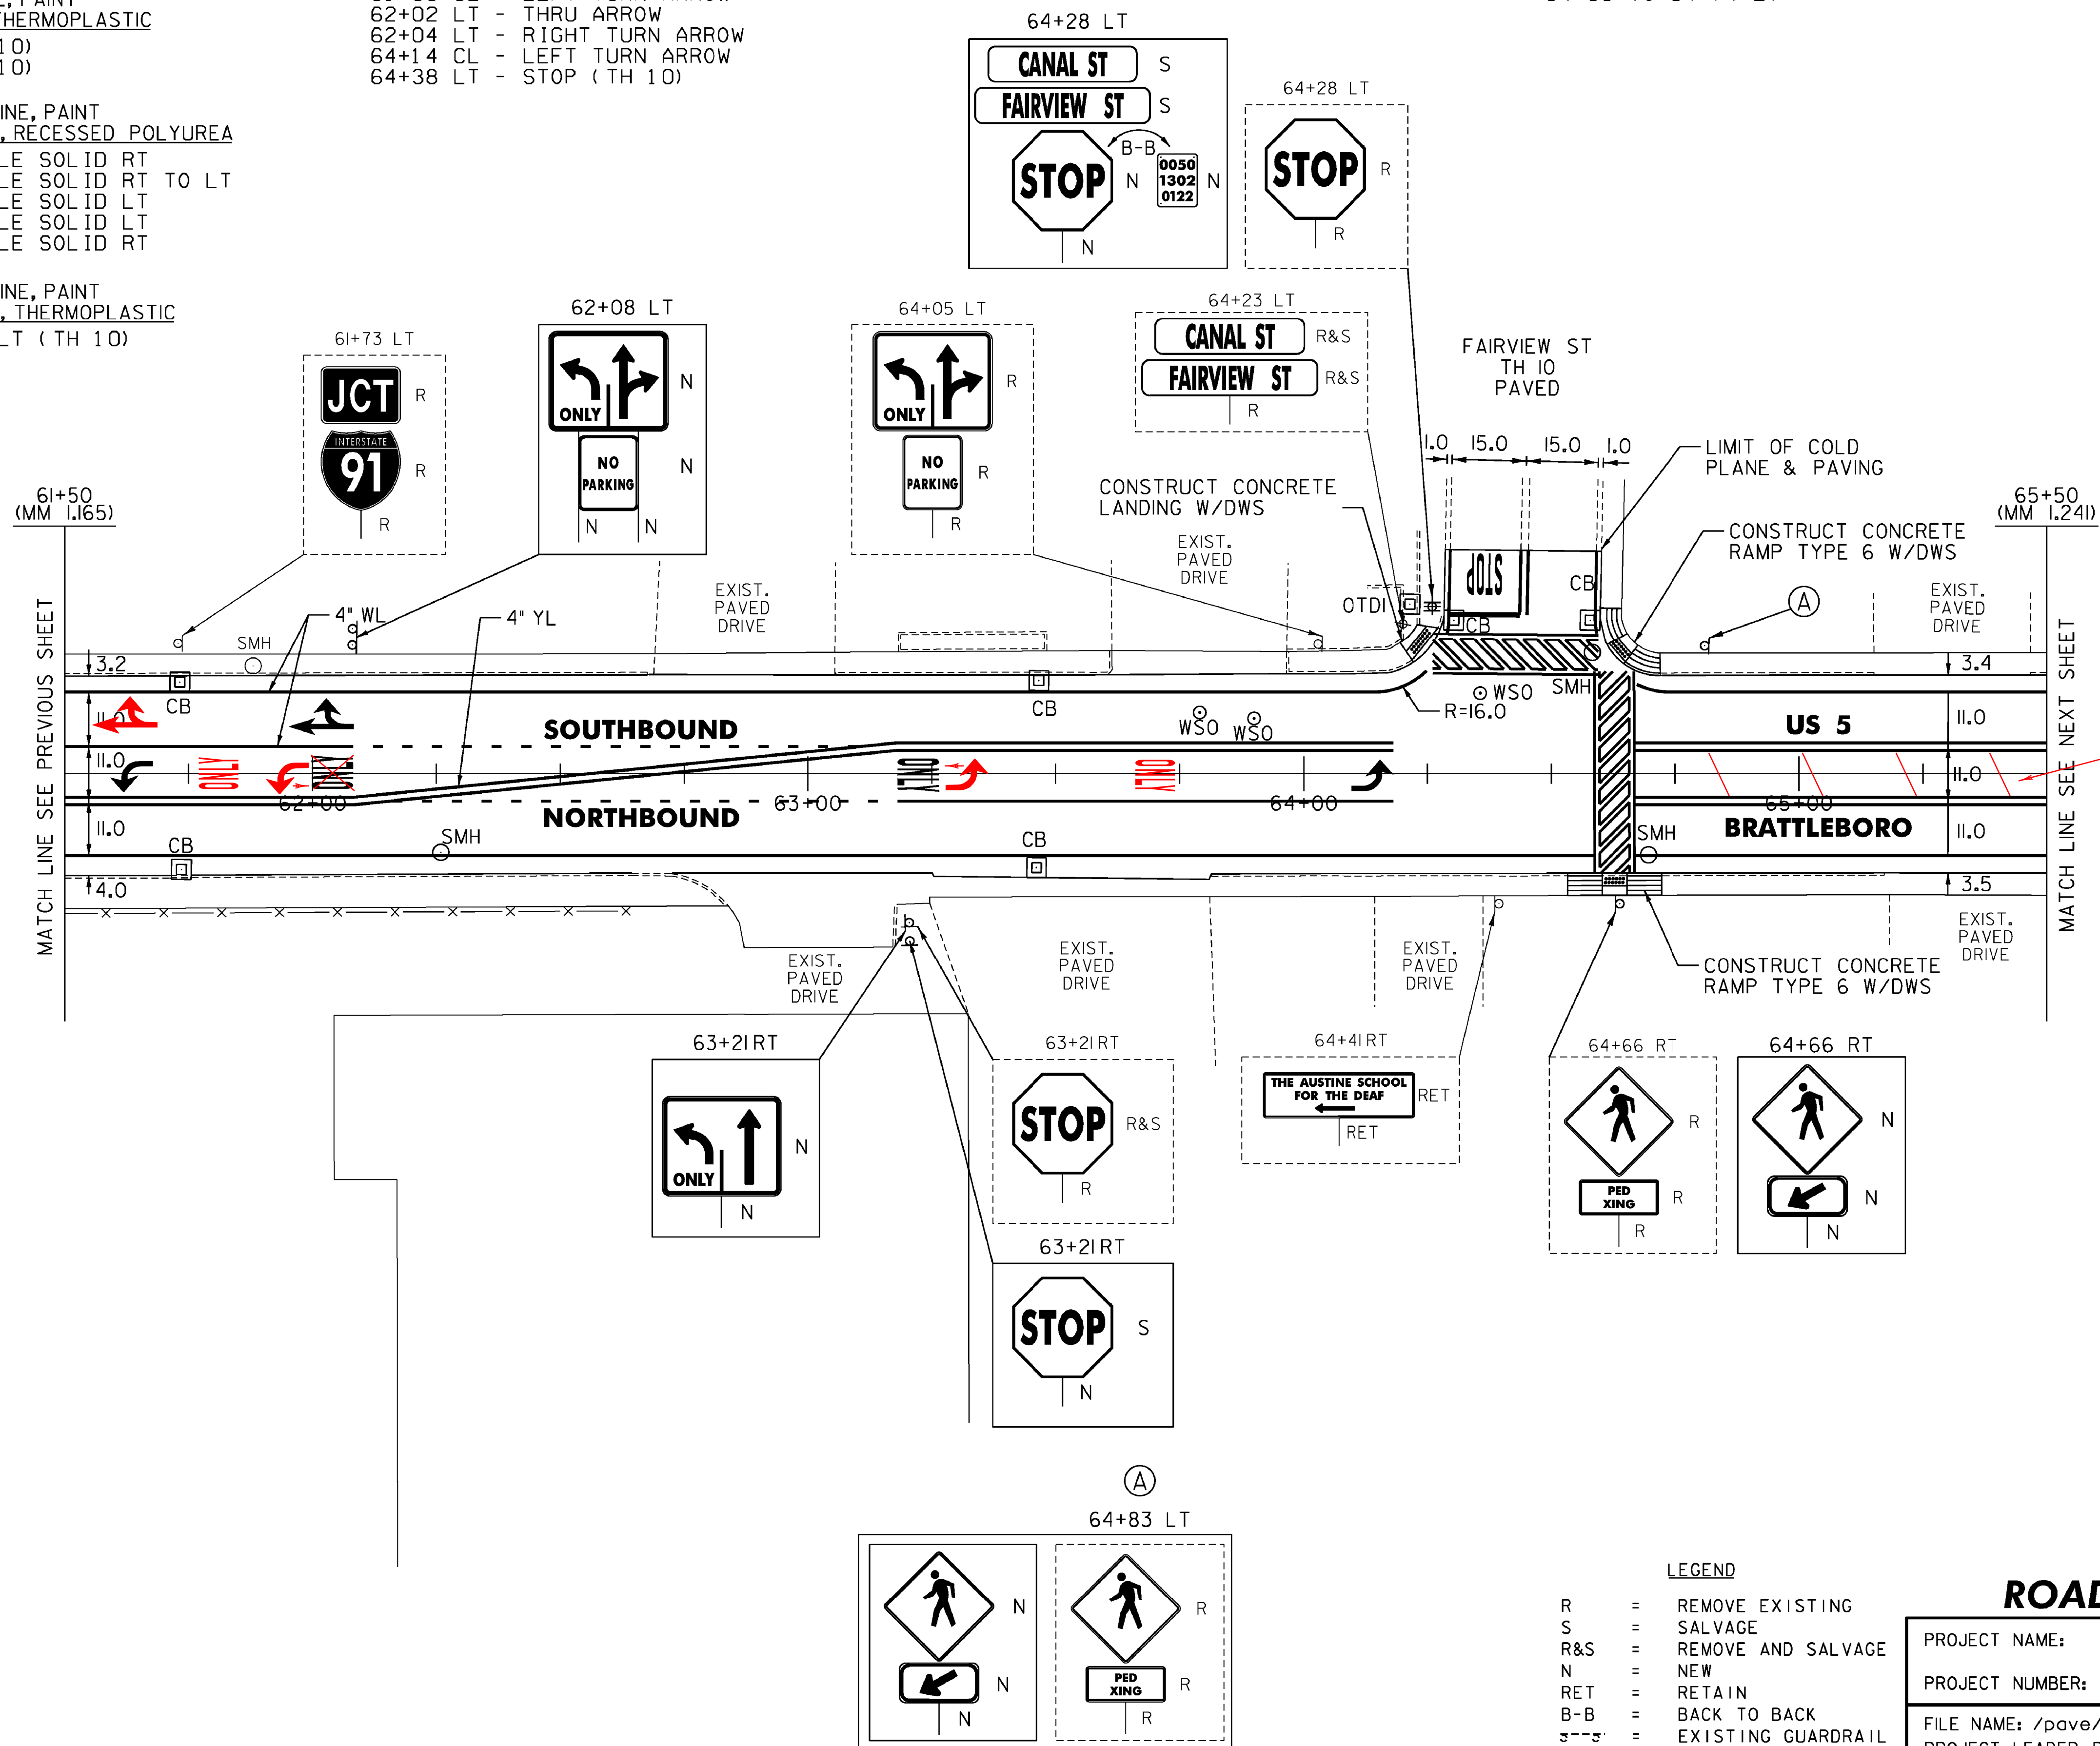 THERMOPLASTIC
10)
10)
INE, PAINT
, RECESSED POLYUREA
LE SOLID RT
LE SOLID RT TO LT
LE SOLID LT
LE SOLID LT
LE SOLID RT
INE, PAINT
, THERMOPLASTIC
LT (TH 10)
62+02 LT - THRU ARROW
62+04 LT - RIGHT TURN ARROW
64+14 CL - LEFT TURN ARROW
64+38 LT - STOP (TH 10)
64+28 LT
CANAL ST S
FAIRVIEW ST S
B-B
STOP N
0050
1302 N
0122
N
64+28 LT
STOP R
R
61+73 LT
JCT R
INTERSTATE
91 R
R
62+08 LT
ONLY N
NO
PARKING N
N N
64+05 LT
ONLY R
NO
PARKING R
R
64+23 LT
CANAL ST R&S
FAIRVIEW ST R&S
R
FAIRVIEW ST
TH 10
PAVED
1.0 15.0 15.0 1.0
LIMIT OF COLD
PLANE & PAVING
CONSTRUCT CONCRETE
LANDING W/DWS
CONSTRUCT CONCRETE
RAMP TYPE 6 W/DWS
61+50
(MM 1.165)
65+50
(MM 1.241)
MATCH LINE SEE PREVIOUS SHEET
MATCH LINE SEE NEXT SHEET
EXIST.
PAVED
DRIVE
EXIST.
PAVED
DRIVE
EXIST.
PAVED
DRIVE
4" WL
4" YL
SMH
OTDI
STOP
CB
CB
A
3.2
CB
CB
R=16.0
WSO
WSO
WSO
SMH
3.4
11.0
SOUTHBOUND
US 5
11.0
11.0
ONLY
ONLY
ONLY
ONLY
11.0
62+00
63+00
64+00
65+00
11.0
NORTHBOUND
BRATTLEBORO
11.0
CB
SMH
CB
SMH
4.0
3.5
EXIST.
PAVED
DRIVE
EXIST.
PAVED
DRIVE
EXIST.
PAVED
DRIVE
EXIST.
PAVED
DRIVE
CONSTRUCT CONCRETE
RAMP TYPE 6 W/DWS
63+21 RT
ONLY N
N
63+21 RT
STOP R&S
R
63+21 RT
STOP S
N
64+41 RT
THE AUSTINE SCHOOL
FOR THE DEAF RET
RET
64+66 RT
R
PED
XING R
R
64+66 RT
N
N
N
A
64+83 LT
N
N
N
R
PED
XING R
R
LEGEND
R = REMOVE EXISTING
S = SALVAGE
R&S = REMOVE AND SALVAGE
N = NEW
RET = RETAIN
B-B = BACK TO BACK
= EXISTING GUARDRAIL
ROAD
PROJECT NAME:
PROJECT NUMBER:
FILE NAME: /pave/